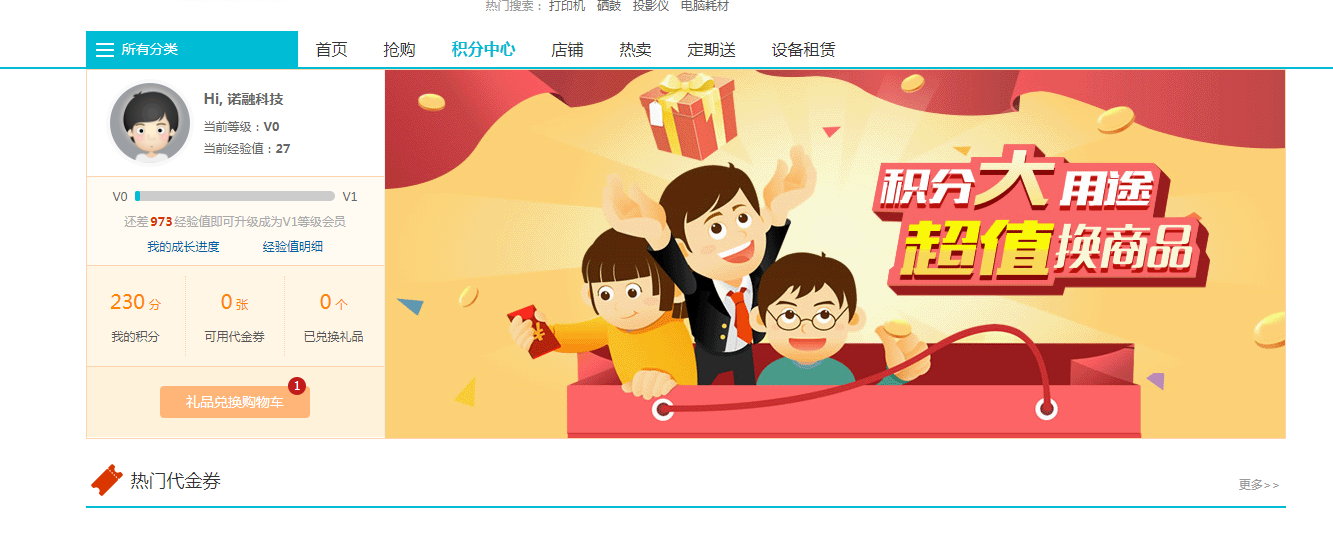 热门搜索： 打印机 硒鼓 投影仪 电脑耗材
所有分类 首页 抢购 积分中心 店铺 热卖 定期送 设备租赁
Hi, 诺融科技
当前等级：V0
当前经验值：27
V0 V1
还差973经验值即可升级成为V1等级会员
我的成长进度 经验值明细
230 分 0 张 0 个
我的积分 可用代金券 已兑换礼品
礼品兑换购物车 1
积分大用途
超值换商品
¥
热门代金券 更多>>